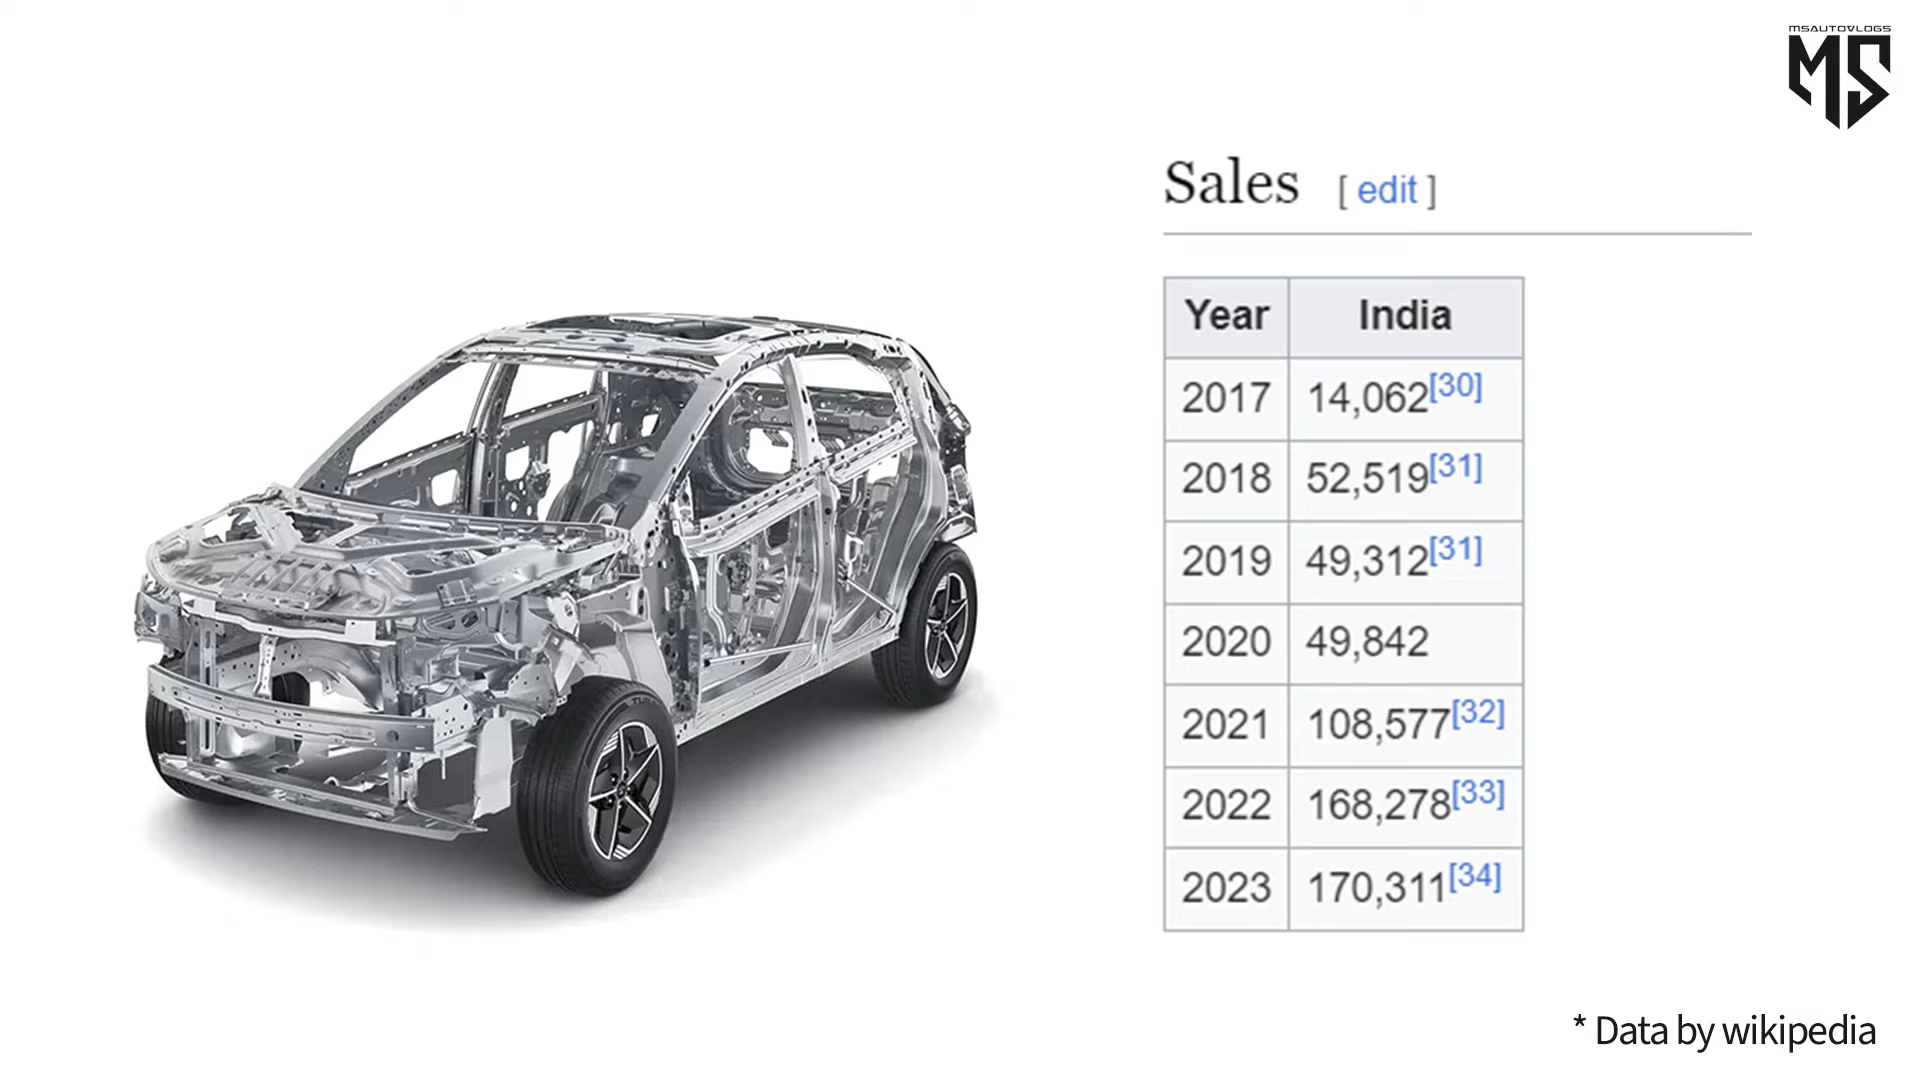 MSAUTOVLOGS
MS
Sales [ edit ]
Year India
2017 14,062[30]
2018 52,519[31]
2019 49,312[31]
2020 49,842
2021 108,577[32]
2022 168,278[33]
2023 170,311[34]
* Data by wikipedia